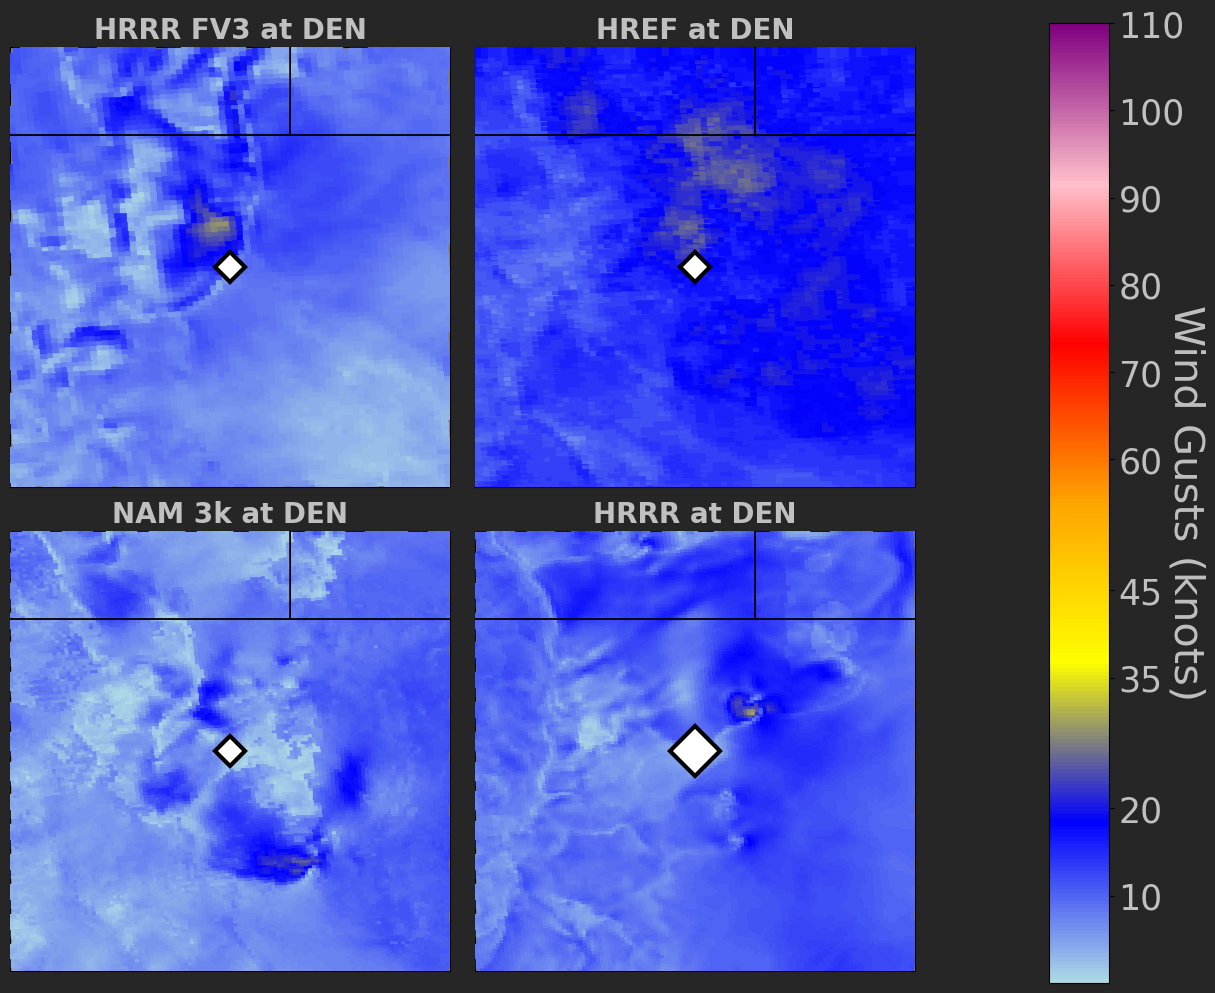 HRRR FV3 at DEN
HREF at DEN
NAM 3k at DEN
HRRR at DEN
110
100
90
80
70
60
45
35
20
10
Wind Gusts (knots)